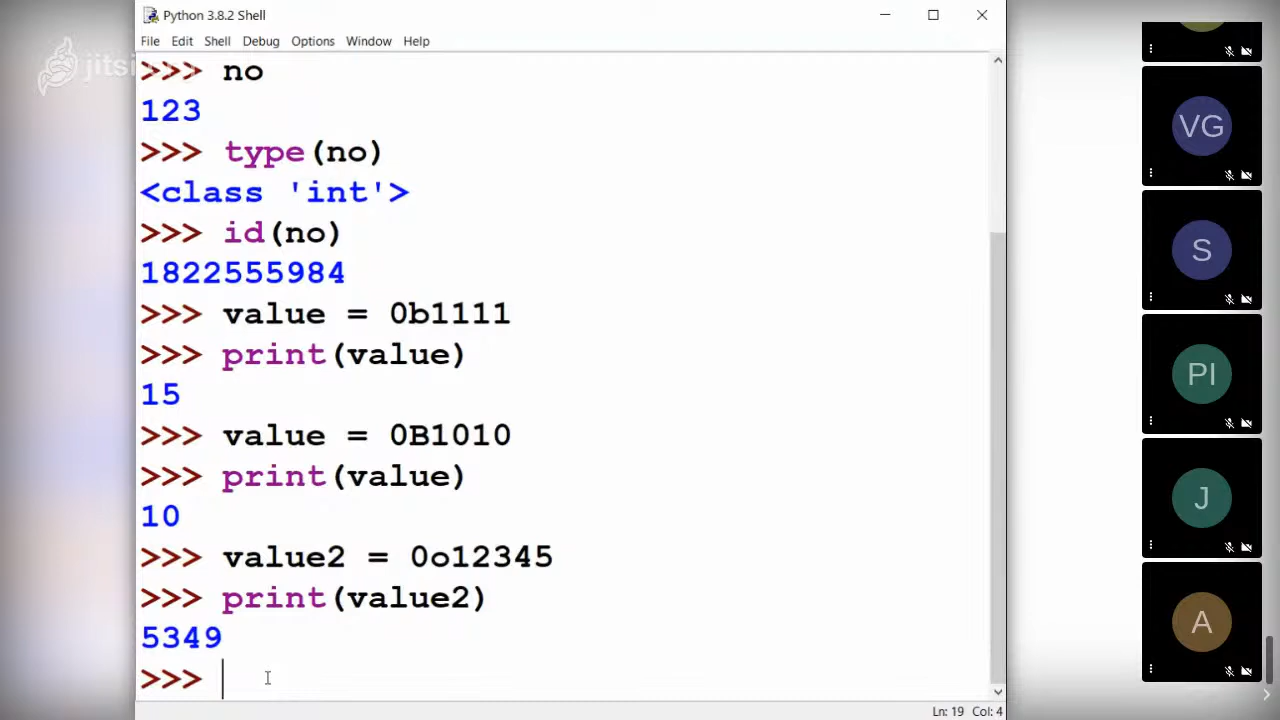 Python 3.8.2 Shell
File Edit Shell Debug Options Window Help
jitsi
>>> no
123
>>> type(no)
<class 'int'>
>>> id(no)
1822555984
>>> value = 0b1111
>>> print(value)
15
>>> value = 0B1010
>>> print(value)
10
>>> value2 = 0o12345
>>> print(value2)
5349
>>>
Ln: 19 Col: 4
VG
S
PI
J
A